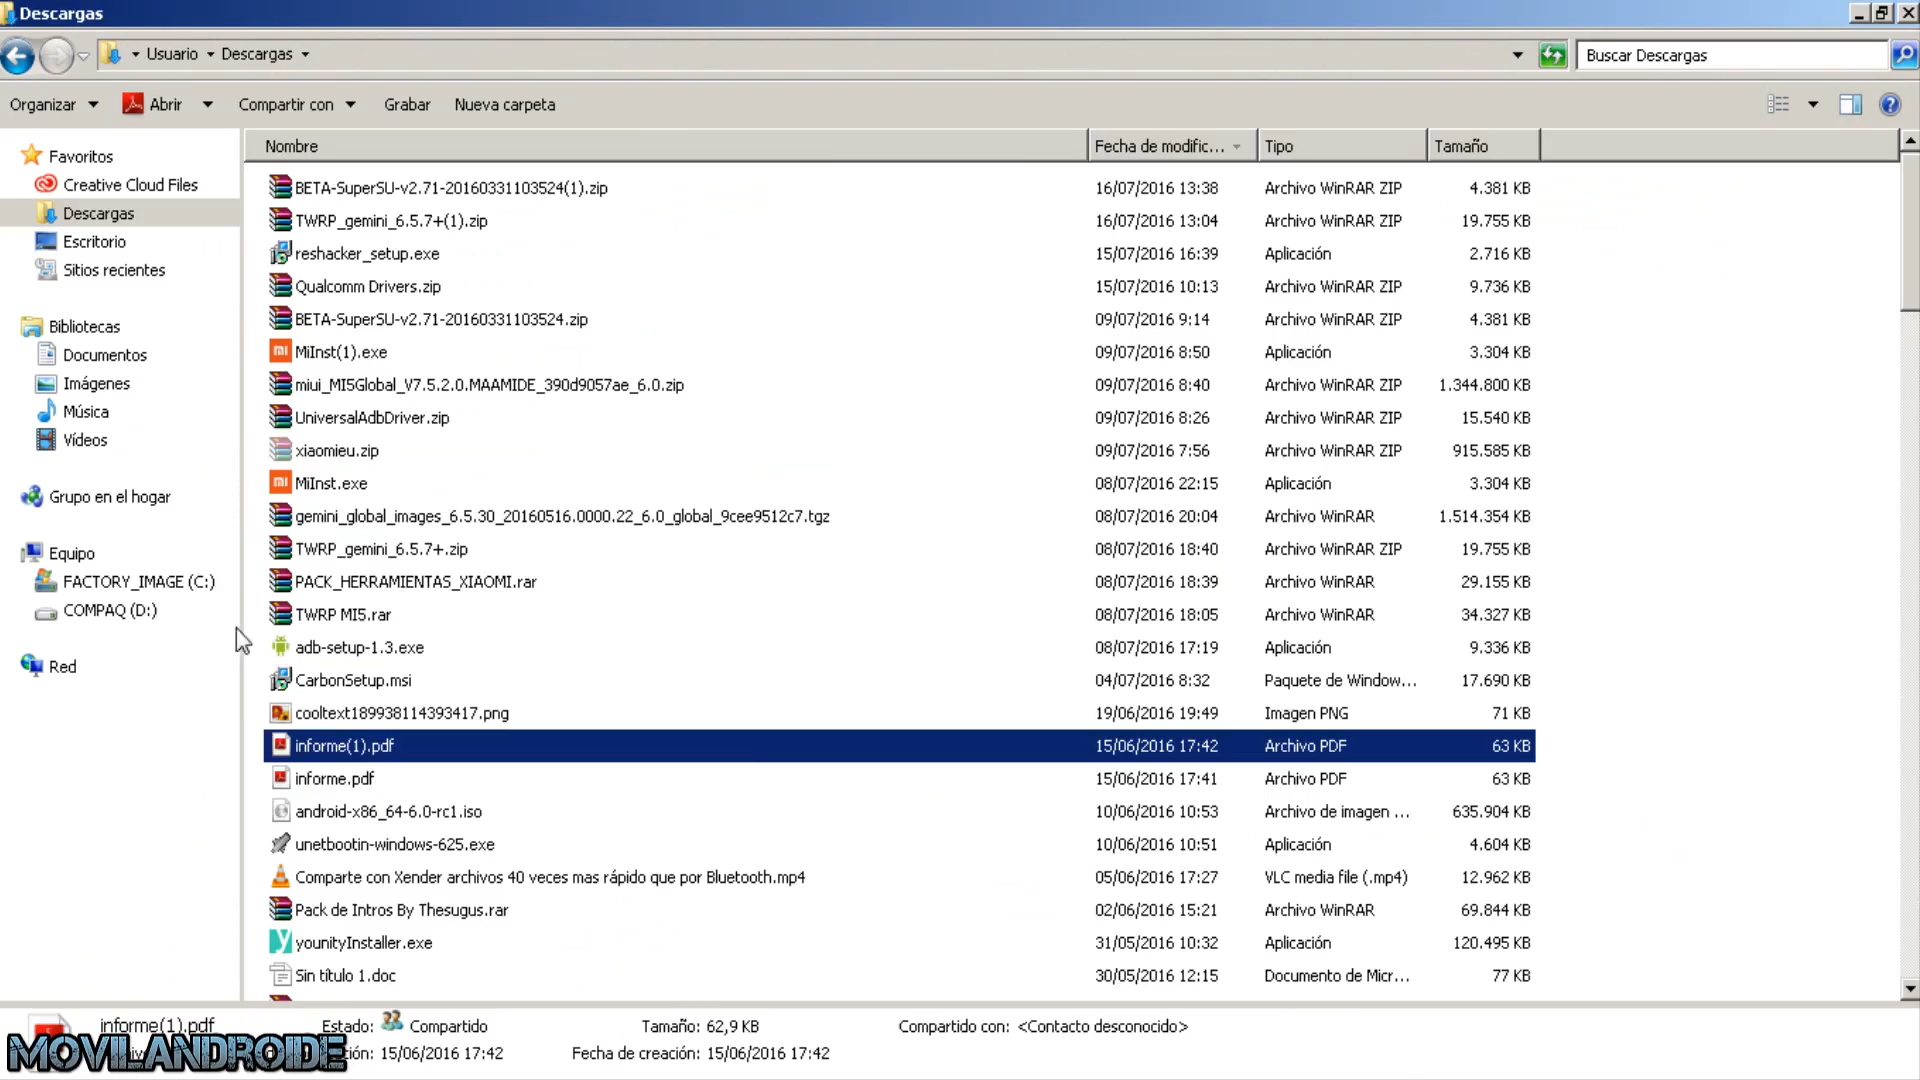 Descargas
Usuario Descargas
Buscar Descargas
Organizar Abrir Compartir con Grabar Nueva carpeta
Nombre Fecha de modific... Tipo Tamaño
Favoritos
Creative Cloud Files
Descargas
Escritorio
Sitios recientes
Bibliotecas
Documentos
Imágenes
Música
Vídeos
Grupo en el hogar
Equipo
FACTORY_IMAGE (C:)
COMPAQ (D:)
Red
BETA-SuperSU-v2.71-20160331103524(1).zip 16/07/2016 13:38 Archivo WinRAR ZIP 4.381 KB
TWRP_gemini_6.5.7+(1).zip 16/07/2016 13:04 Archivo WinRAR ZIP 19.755 KB
reshacker_setup.exe 15/07/2016 16:39 Aplicación 2.716 KB
Qualcomm Drivers.zip 15/07/2016 10:13 Archivo WinRAR ZIP 9.736 KB
BETA-SuperSU-v2.71-20160331103524.zip 09/07/2016 9:14 Archivo WinRAR ZIP 4.381 KB
MiInst(1).exe 09/07/2016 8:50 Aplicación 3.304 KB
miui_MI5Global_V7.5.2.0.MAAMIDE_390d9057ae_6.0.zip 09/07/2016 8:40 Archivo WinRAR ZIP 1.344.800 KB
UniversalAdbDriver.zip 09/07/2016 8:26 Archivo WinRAR ZIP 15.540 KB
xiaomieu.zip 09/07/2016 7:56 Archivo WinRAR ZIP 915.585 KB
MiInst.exe 08/07/2016 22:15 Aplicación 3.304 KB
gemini_global_images_6.5.30_20160516.0000.22_6.0_global_9cee9512c7.tgz 08/07/2016 20:04 Archivo WinRAR 1.514.354 KB
TWRP_gemini_6.5.7+.zip 08/07/2016 18:40 Archivo WinRAR ZIP 19.755 KB
PACK_HERRAMIENTAS_XIAOMI.rar 08/07/2016 18:39 Archivo WinRAR 29.155 KB
TWRP MI5.rar 08/07/2016 18:05 Archivo WinRAR 34.327 KB
adb-setup-1.3.exe 08/07/2016 17:19 Aplicación 9.336 KB
CarbonSetup.msi 04/07/2016 8:32 Paquete de Window... 17.690 KB
cooltext189938114393417.png 19/06/2016 19:49 Imagen PNG 71 KB
informe(1).pdf 15/06/2016 17:42 Archivo PDF 63 KB
informe.pdf 15/06/2016 17:41 Archivo PDF 63 KB
android-x86_64-6.0-rc1.iso 10/06/2016 10:53 Archivo de imagen ... 635.904 KB
unetbootin-windows-625.exe 10/06/2016 10:51 Aplicación 4.604 KB
Comparte con Xender archivos 40 veces mas rápido que por Bluetooth.mp4 05/06/2016 17:27 VLC media file (.mp4) 12.962 KB
Pack de Intros By Thesugus.rar 02/06/2016 15:21 Archivo WinRAR 69.844 KB
younityInstaller.exe 31/05/2016 10:32 Aplicación 120.495 KB
Sin título 1.doc 30/05/2016 12:15 Documento de Micr... 77 KB
informe(1).pdf Estado: Compartido Tamaño: 62,9 KB Compartido con: <Contacto desconocido>
15/06/2016 17:42 Fecha de creación: 15/06/2016 17:42
MOVILANDROIDE